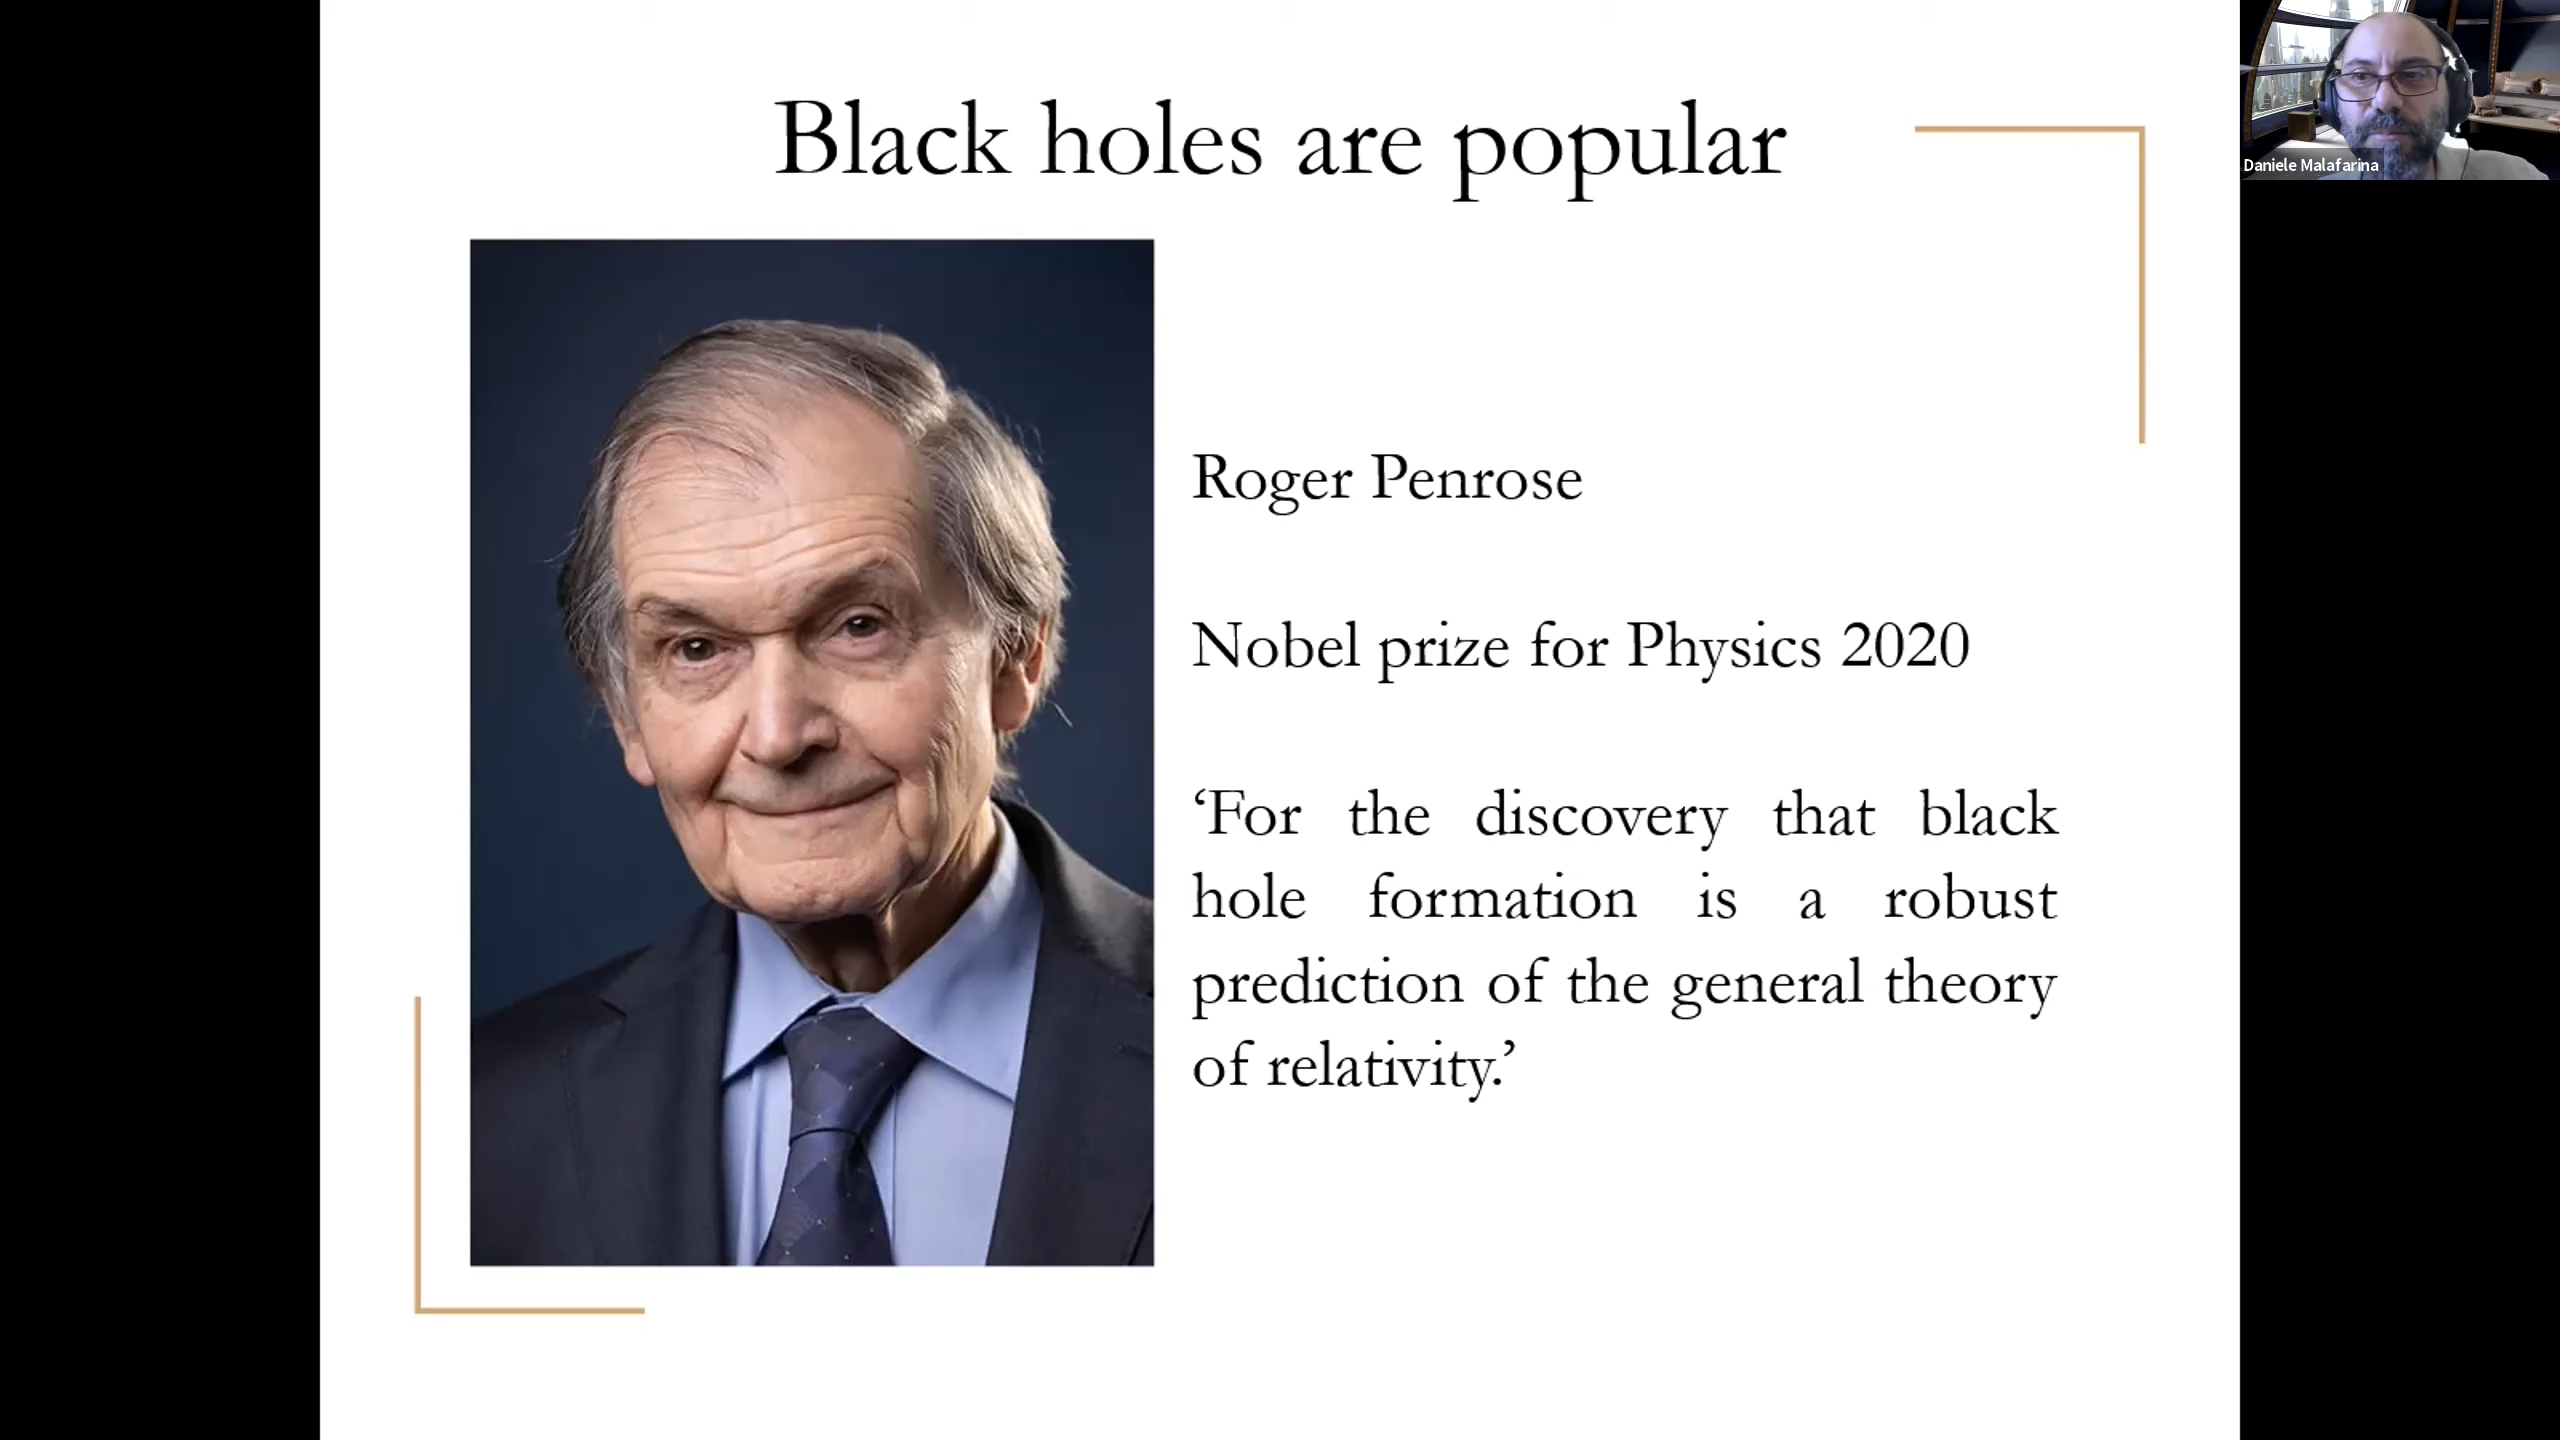 Black holes are popular
Daniele Malafarina
Roger Penrose
Nobel prize for Physics 2020
‘For the discovery that black
hole formation is a robust
prediction of the general theory
of relativity.’